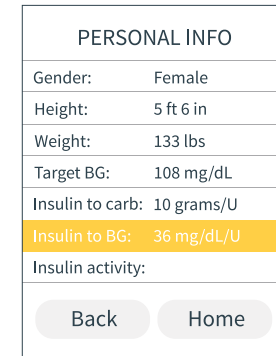 PERSONAL INFO
Gender: Female
Height: 5 ft 6 in
Weight: 133 lbs
Target BG: 108 mg/dL
Insulin to carb: 10 grams/U
Insulin to BG: 36 mg/dL/U
Insulin activity:
Back Home